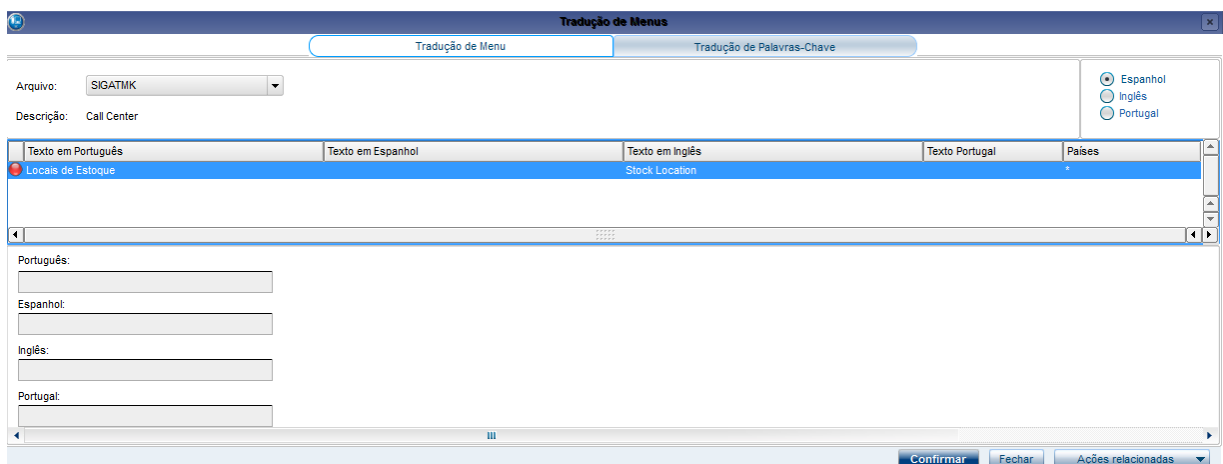 Tradução de Menus
Tradução de Menu Tradução de Palavras-Chave
Arquivo: SIGATMK
Descrição: Call Center
Espanhol
Inglês
Portugal
Texto em Português Texto em Espanhol Texto em Inglês Texto Portugal Países
Locais de Estoque Stock Location *
Português:
Espanhol:
Inglês:
Portugal:
Confirmar Fechar Ações relacionadas